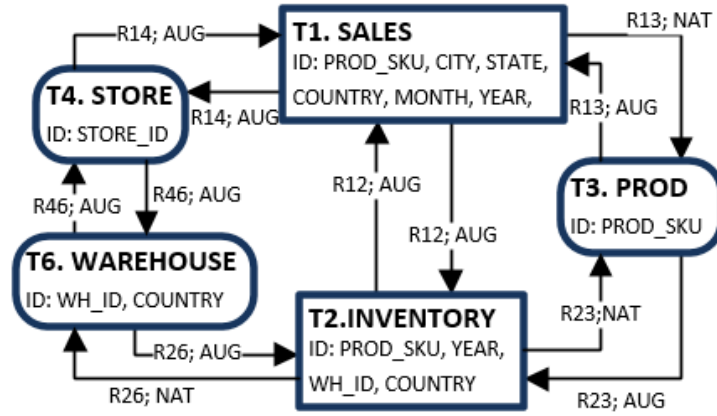 R14; AUG
T1. SALES
ID: PROD_SKU, CITY, STATE,
COUNTRY, MONTH, YEAR,
R13; NAT
T4. STORE
ID: STORE_ID
R14; AUG
R13; AUG
T3. PROD
ID: PROD_SKU
R46; AUG
R46; AUG
R12; AUG
R12; AUG
T6. WAREHOUSE
ID: WH_ID, COUNTRY
T2.INVENTORY
ID: PROD_SKU, YEAR,
WH_ID, COUNTRY
R23;NAT
R26; AUG
R26; NAT
R23; AUG